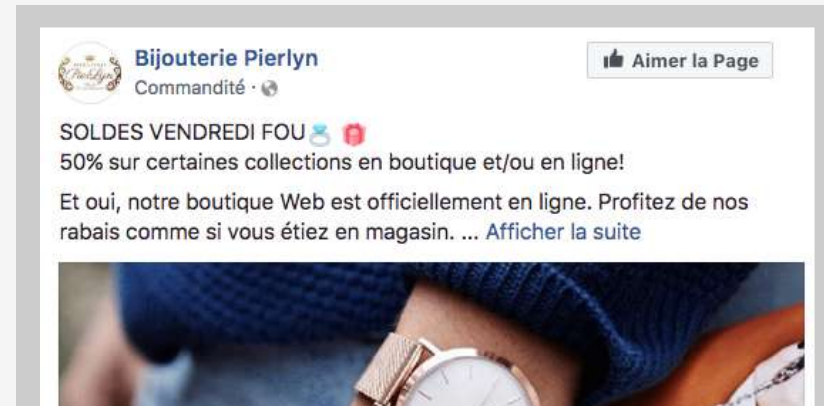 Bijouterie Pierlyn
Aimer la Page
Commandité ·
SOLDES VENDREDI FOU💍 🎁
50% sur certaines collections en boutique et/ou en ligne!
Et oui, notre boutique Web est officiellement en ligne. Profitez de nos
rabais comme si vous étiez en magasin. ... Afficher la suite